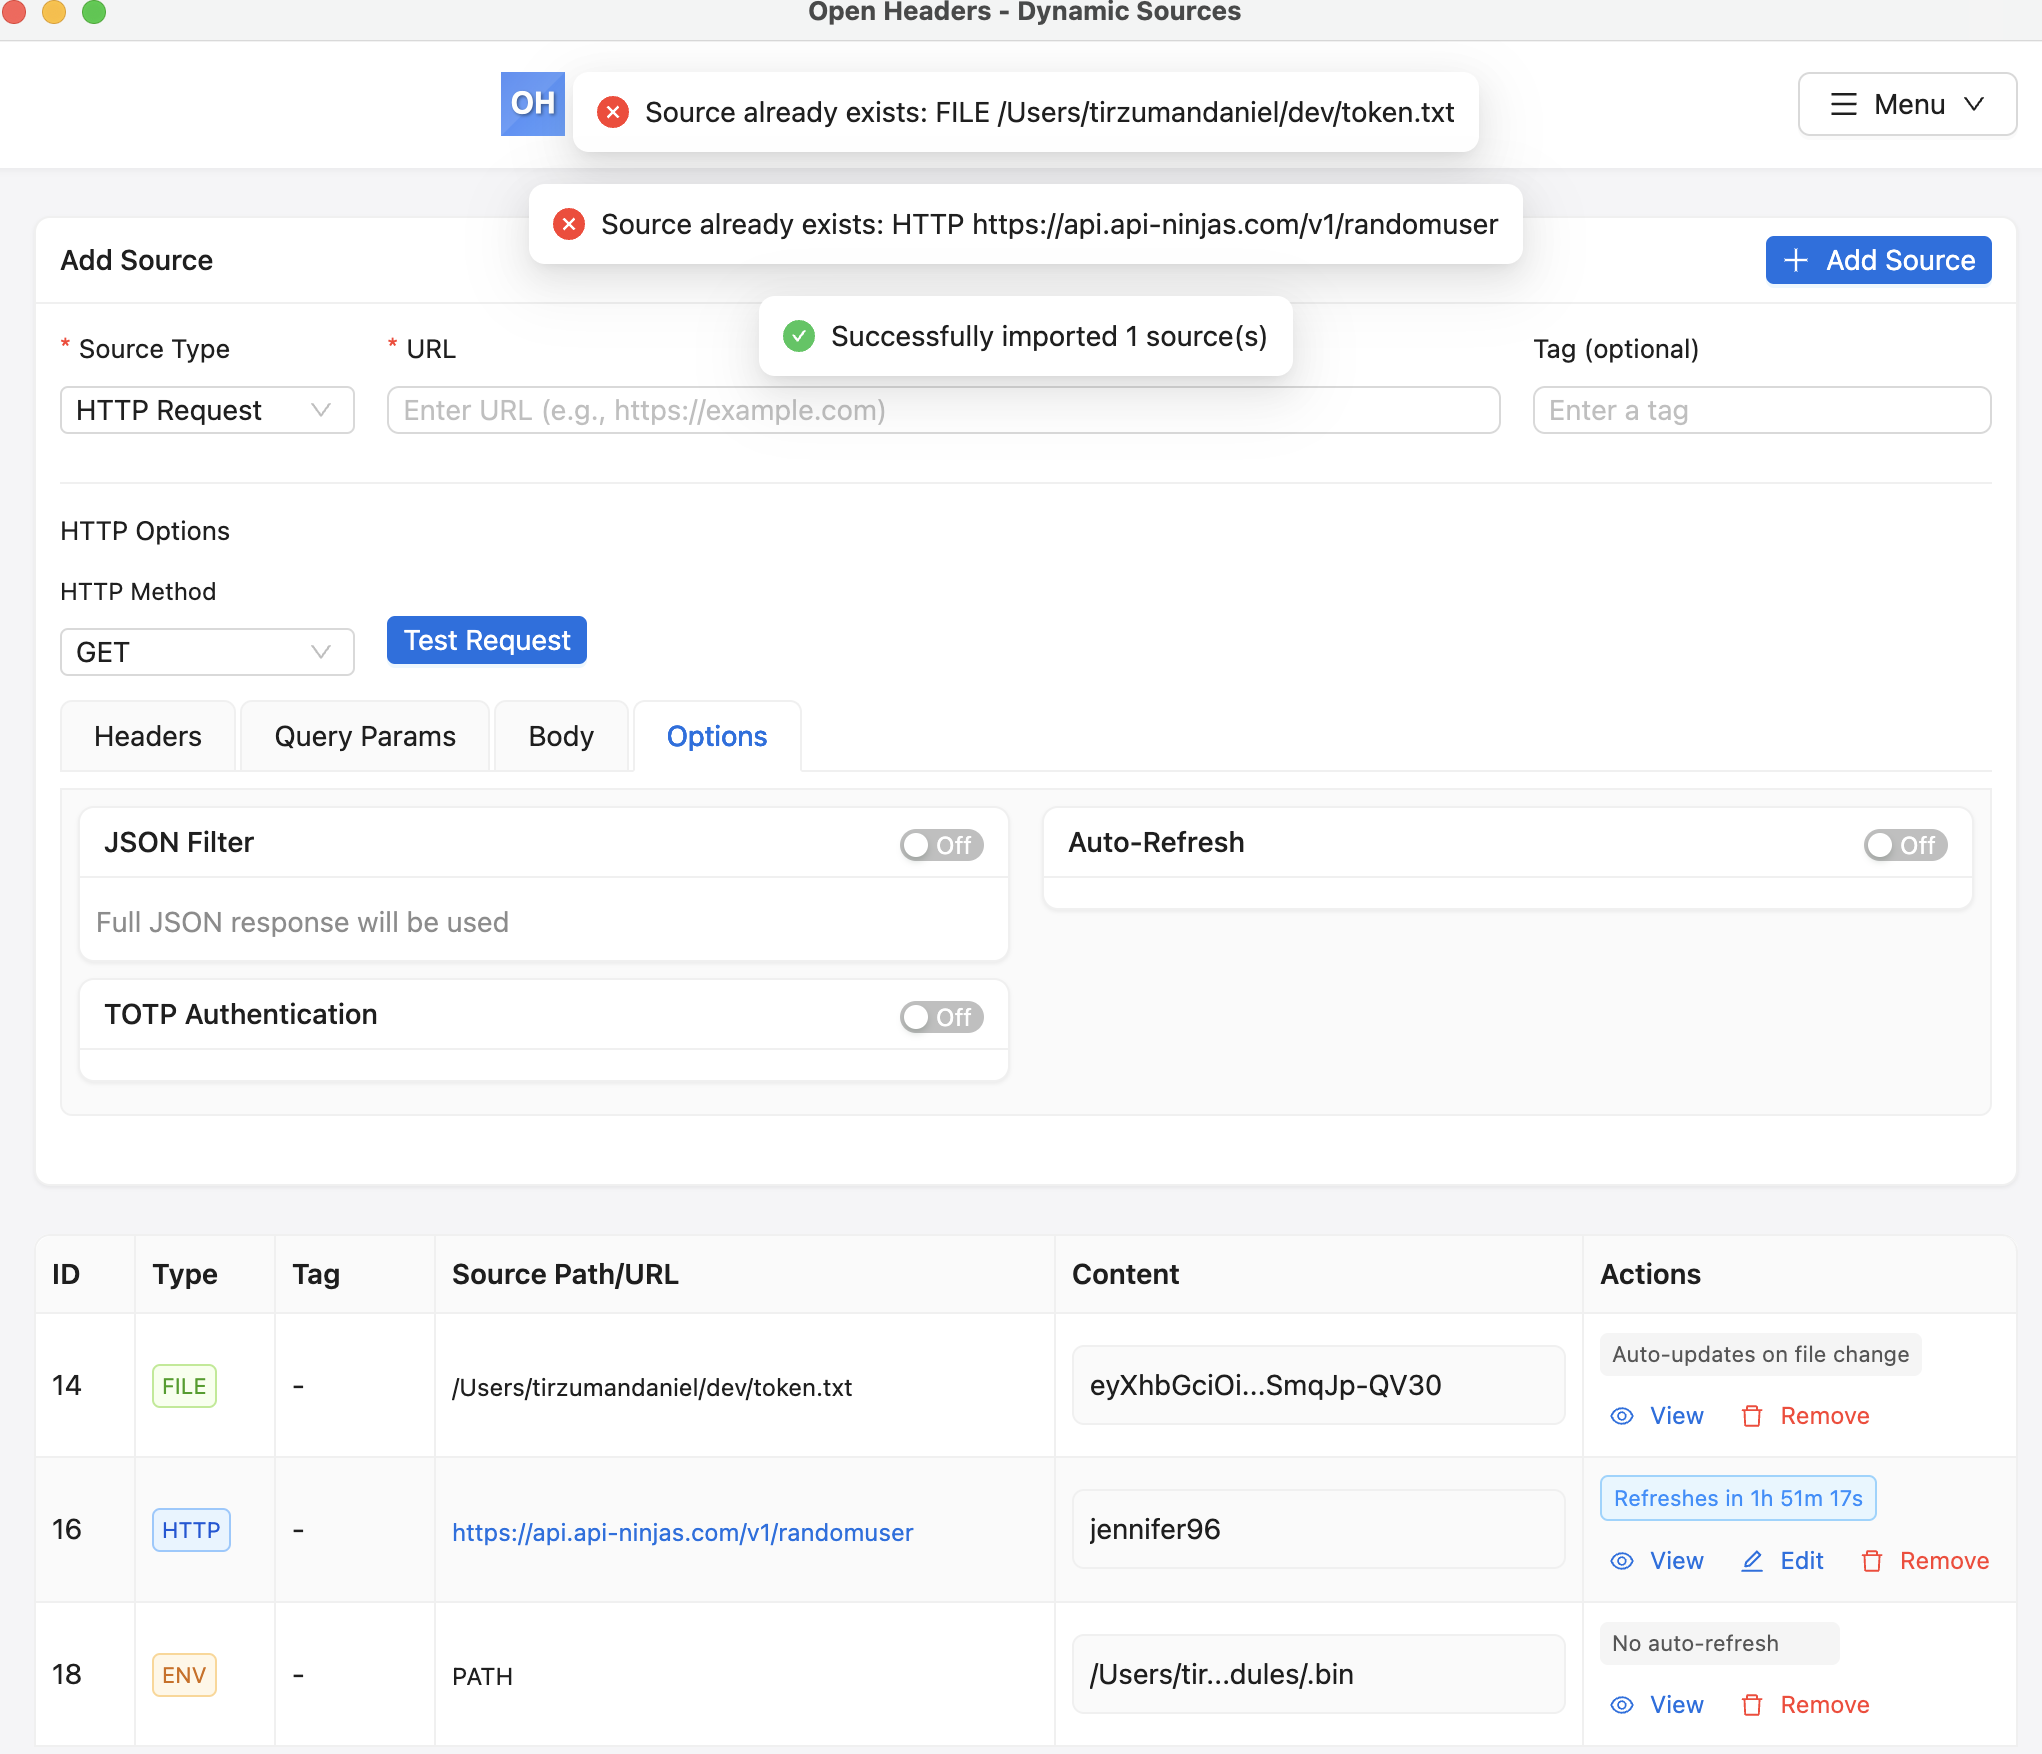 Open Headers - Dynamic Sources
OH
Source already exists: FILE /Users/tirzumandaniel/dev/token.txt
Menu
Source already exists: HTTP https://api.api-ninjas.com/v1/randomuser
Add Source
Add Source
Successfully imported 1 source(s)
* Source Type
* URL
Tag (optional)
HTTP Request
Enter URL (e.g., https://example.com)
Enter a tag
HTTP Options
HTTP Method
GET
Test Request
Headers
Query Params
Body
Options
JSON Filter
Off
Full JSON response will be used
Auto-Refresh
Off
TOTP Authentication
Off
ID Type Tag Source Path/URL Content Actions
14 FILE - /Users/tirzumandaniel/dev/token.txt eyXhbGciOi...SmqJp-QV30
Auto-updates on file change
View Remove
16 HTTP - https://api.api-ninjas.com/v1/randomuser jennifer96
Refreshes in 1h 51m 17s
View Edit Remove
18 ENV - PATH /Users/tir...dules/.bin
No auto-refresh
View Remove